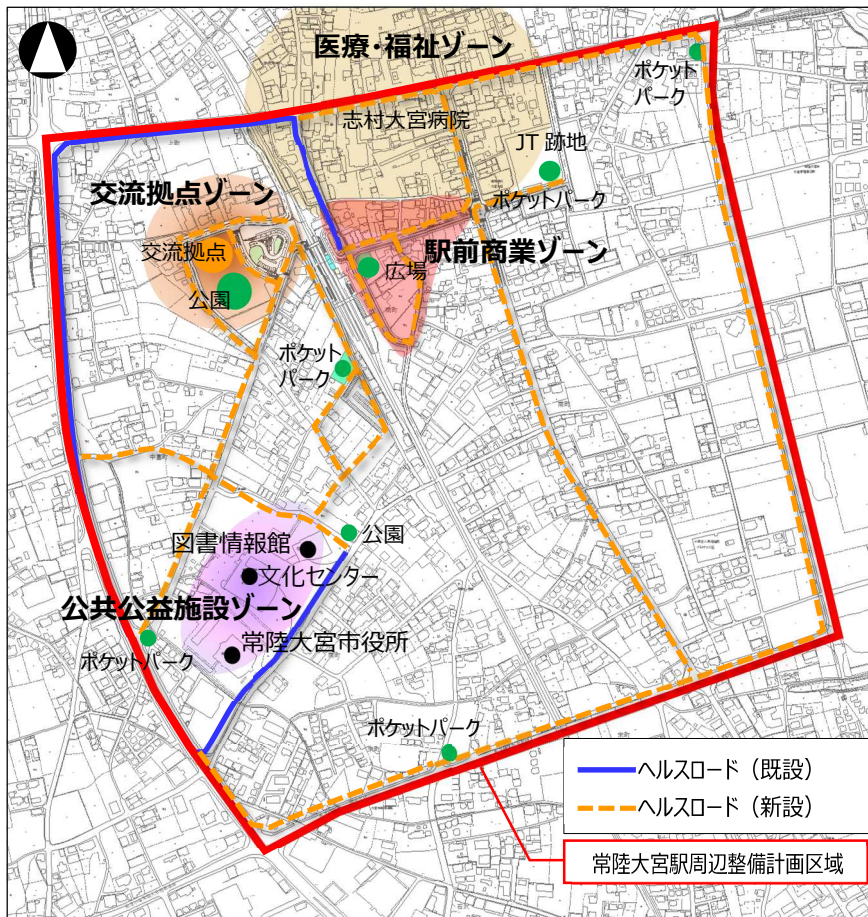 医療・福祉ゾーン
ポケット
パーク
志村大宮病院
JT 跡地
交流拠点ゾーン
ポケットパーク
駅前商業ゾーン
交流拠点
広場
公園
ポケット
パーク
公園
図書情報館
文化センター
公共公益施設ゾーン
常陸大宮市役所
ポケットパーク
ポケットパーク
ヘルスロード（既設）
ヘルスロード（新設）
常陸大宮駅周辺整備計画区域